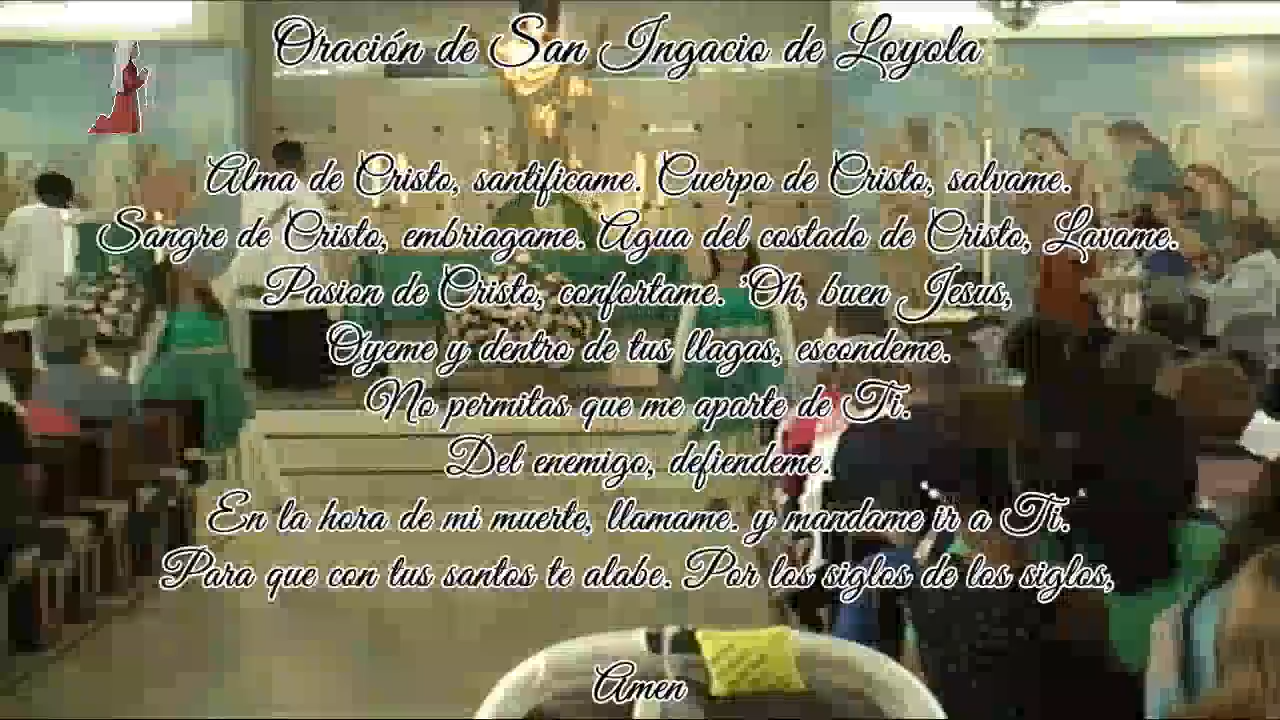 Oración de San Ingacio de Loyola
Alma de Cristo, santificame. Cuerpo de Cristo, salvame.
Sangre de Cristo, embriagame. Agua del costado de Cristo, Lavame.
Pasion de Cristo, confortame. Oh, buen Jesus,
Oyeme y dentro de tus llagas, escondeme.
No permitas que me aparte de Ti.
Del enemigo, defiendeme.
En la hora de mi muerte, llamame. y mandame ir a Ti.
Para que con tus santos te alabe. Por los siglos de los siglos,
Amen